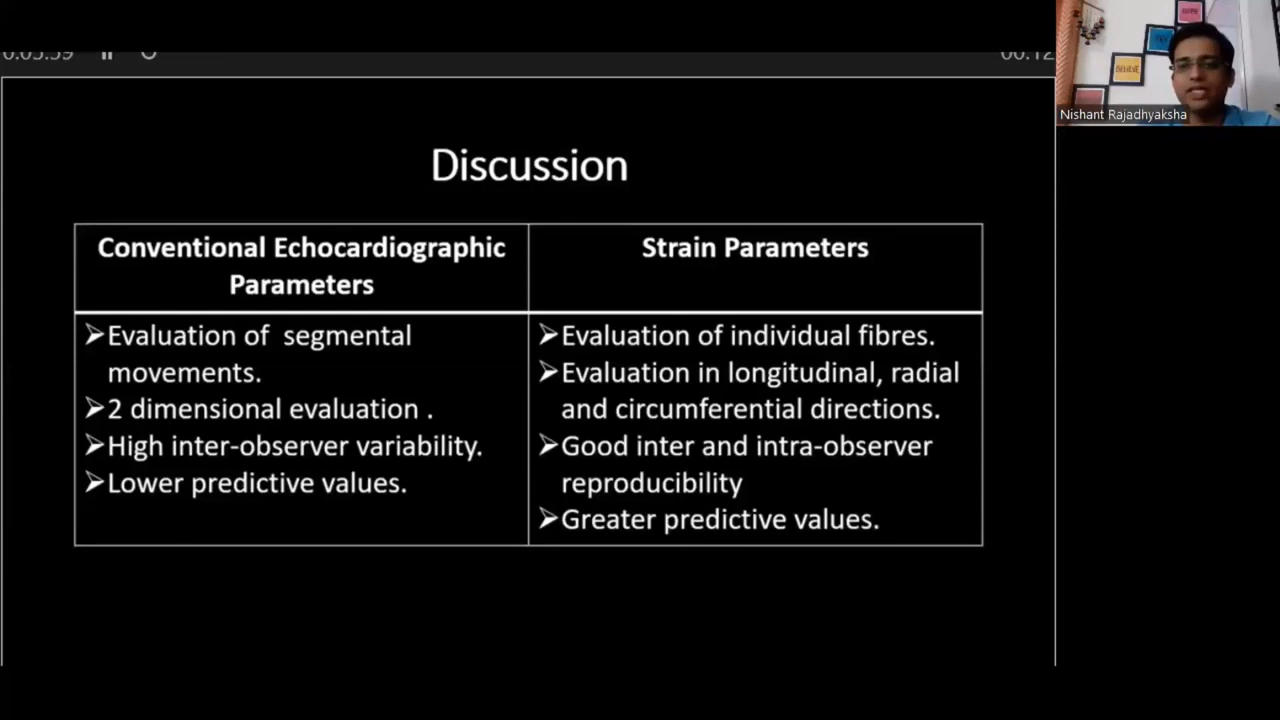 Nishant Rajadhyaksha
BELIEVE
Discussion
Conventional Echocardiographic
Parameters
Strain Parameters
➢Evaluation of segmental
movements.
➢2 dimensional evaluation .
➢High inter-observer variability.
➢Lower predictive values.
➢Evaluation of individual fibres.
➢Evaluation in longitudinal, radial
and circumferential directions.
➢Good inter and intra-observer
reproducibility
➢Greater predictive values.